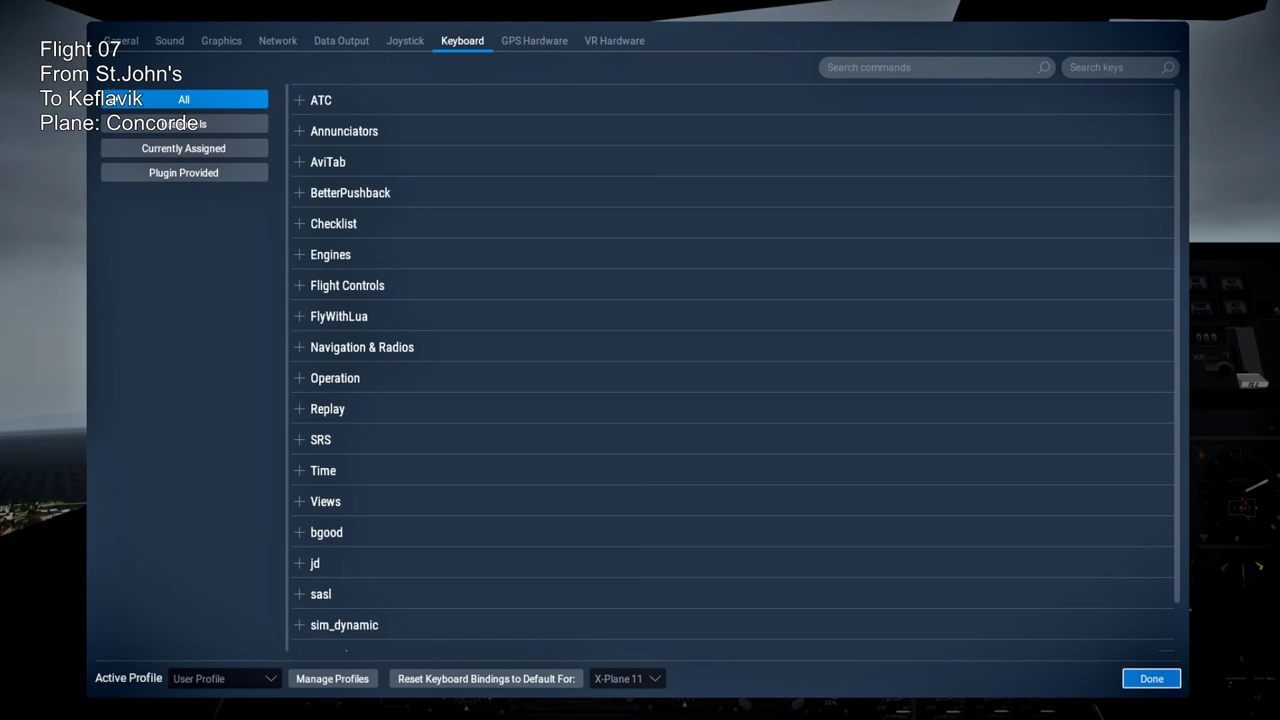 General Sound Graphics Network Data Output Joystick Keyboard GPS Hardware VR Hardware
Flight 07
From St.John's
To Keflavik
Plane: Concorde
Search commands
Search keys
All
Currently Assigned
Plugin Provided
ATC
Annunciators
AviTab
BetterPushback
Checklist
Engines
Flight Controls
FlyWithLua
Navigation & Radios
Operation
Replay
SRS
Time
Views
bgood
jd
sasl
sim_dynamic
Active Profile
User Profile
Manage Profiles
Reset Keyboard Bindings to Default For:
X-Plane 11
Done